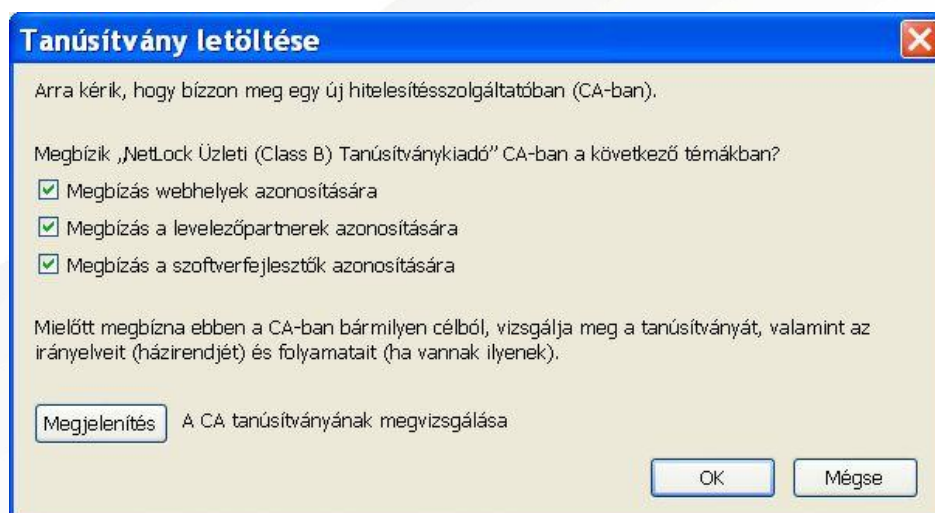 Tanúsítvány letöltése
Arra kérik, hogy bízzon meg egy új hitelesítésszolgáltatóban (CA-ban).
Megbízik „NetLock Üzleti (Class B) Tanúsítványkiadó” CA-ban a következő témákban?
Megbízás webhelyek azonosítására
Megbízás a levelezőpartnerek azonosítására
Megbízás a szoftverfejlesztők azonosítására
Mielőtt megbízna ebben a CA-ban bármilyen célból, vizsgálja meg a tanúsítványát, valamint az
irányelveit (házirendjét) és folyamatait (ha vannak ilyenek).
Megjelenítés A CA tanúsítványának megvizsgálása
OK Mégse